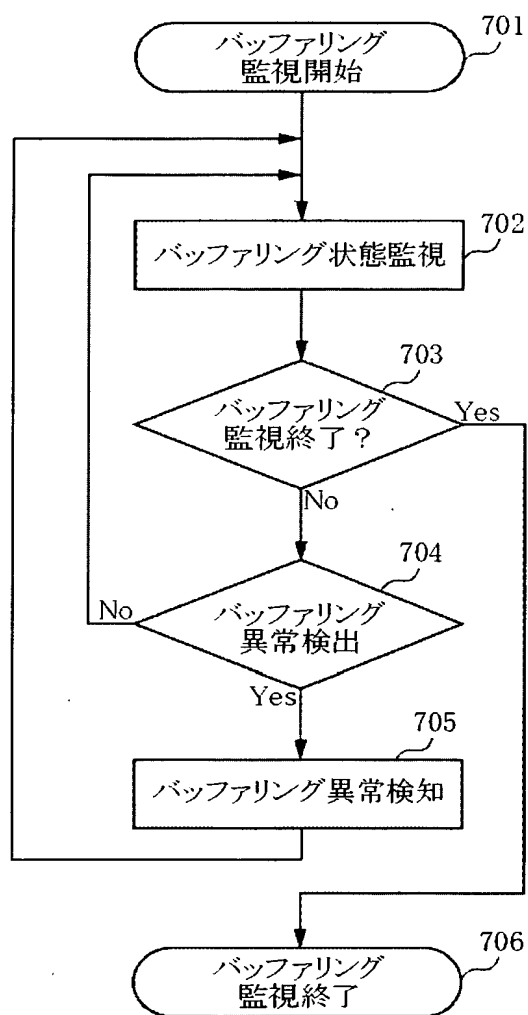 バッファリング
監視開始
701
バッファリング状態監視
702
バッファリング
監視終了?
703
Yes
No
バッファリング
異常検出
704
No
Yes
バッファリング異常検知
705
バッファリング
監視終了
706